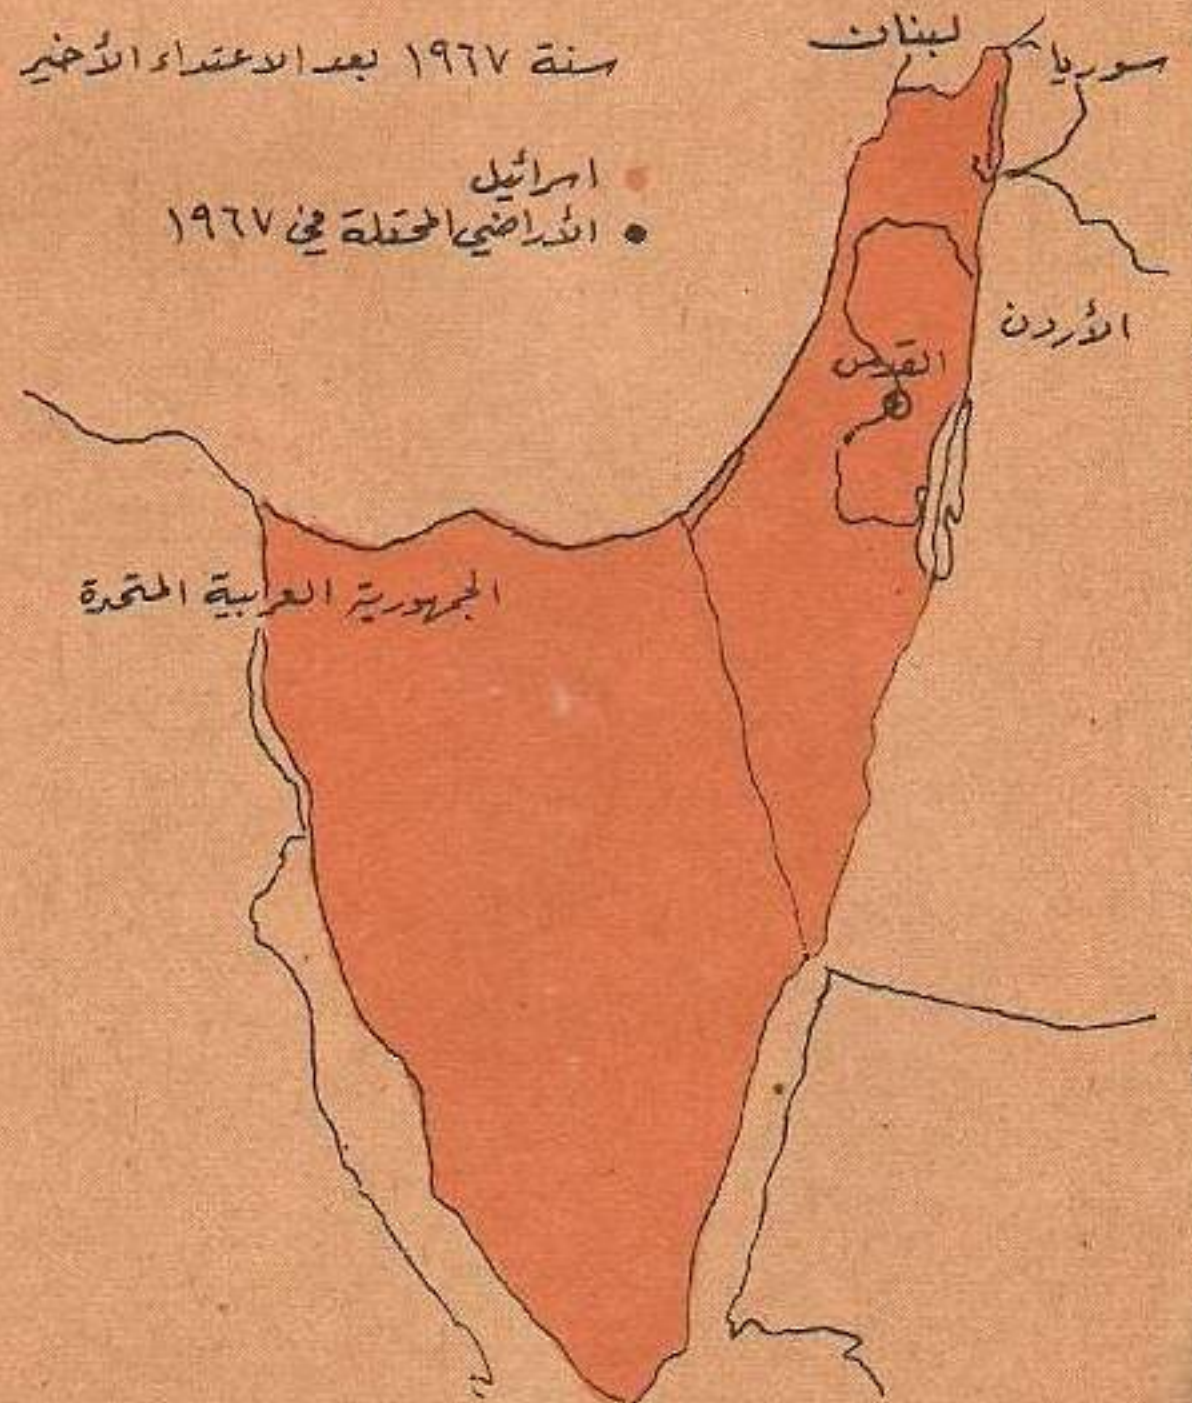 سنة ١٩٦٧ بعد الاعتداء الأخير
لبنان
سوريا
اسرائيل
الأراضي المحتلة في ١٩٦٧
الأردن
القدس
الجمهورية العربية المتحدة